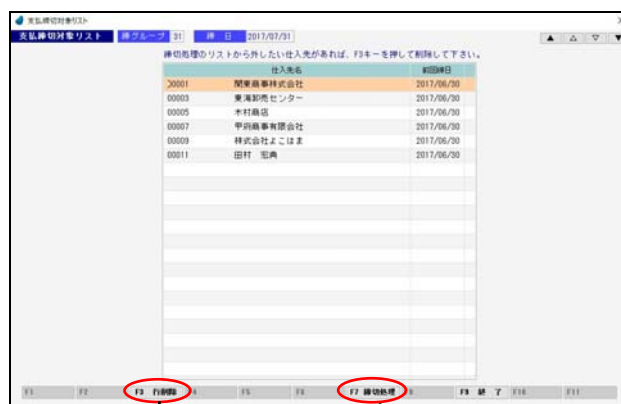 支払締切対象リスト
支払締切対象リスト 締グループ 31 締 日 2017/07/31 ▲ △ ▽ ▼
締切処理のリストから外したい仕入先があれば、F3キーを押して削除して下さい。
仕入先名 前回締日
00001 関東商事株式会社 2017/06/30
00003 東海卸売センター 2017/06/30
00005 木村商店 2017/06/30
00007 甲府商事有限会社 2017/06/30
00009 株式会社よこはま 2017/06/30
00011 田村 宏典 2017/06/30
F1 F2 F3 行削除 F5 F6 F7 締切処理 F9 終 了 F10 F11